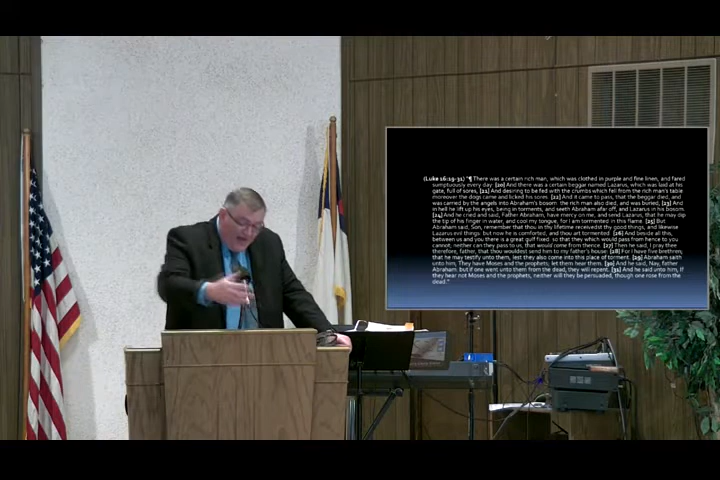 (Luke 16:19-31) "¶ There was a certain rich man, which was clothed in purple and fine linen, and fared
sumptuously every day: [20] And there was a certain beggar named Lazarus, which was laid at his
gate, full of sores, [21] And desiring to be fed with the crumbs which fell from the rich man's table:
moreover the dogs came and licked his sores. [22] And it came to pass, that the beggar died, and
was carried by the angels into Abraham's bosom: the rich man also died, and was buried; [23] And
in hell he lift up his eyes, being in torments, and seeth Abraham afar off, and Lazarus in his bosom.
[24] And he cried and said, Father Abraham, have mercy on me, and send Lazarus, that he may dip
the tip of his finger in water, and cool my tongue; for I am tormented in this flame. [25] But
Abraham said, Son, remember that thou in thy lifetime receivedst thy good things, and likewise
Lazarus evil things: but now he is comforted, and thou art tormented. [26] And beside all this,
between us and you there is a great gulf fixed: so that they which would pass from hence to you
cannot; neither can they pass to us, that would come from thence. [27] Then he said, I pray thee
therefore, father, that thou wouldest send him to my father's house: [28] For I have five brethren;
that he may testify unto them, lest they also come into this place of torment. [29] Abraham saith
unto him, They have Moses and the prophets; let them hear them. [30] And he said, Nay, father
Abraham: but if one went unto them from the dead, they will repent. [31] And he said unto him, If
they hear not Moses and the prophets, neither will they be persuaded, though one rose from the
dead."